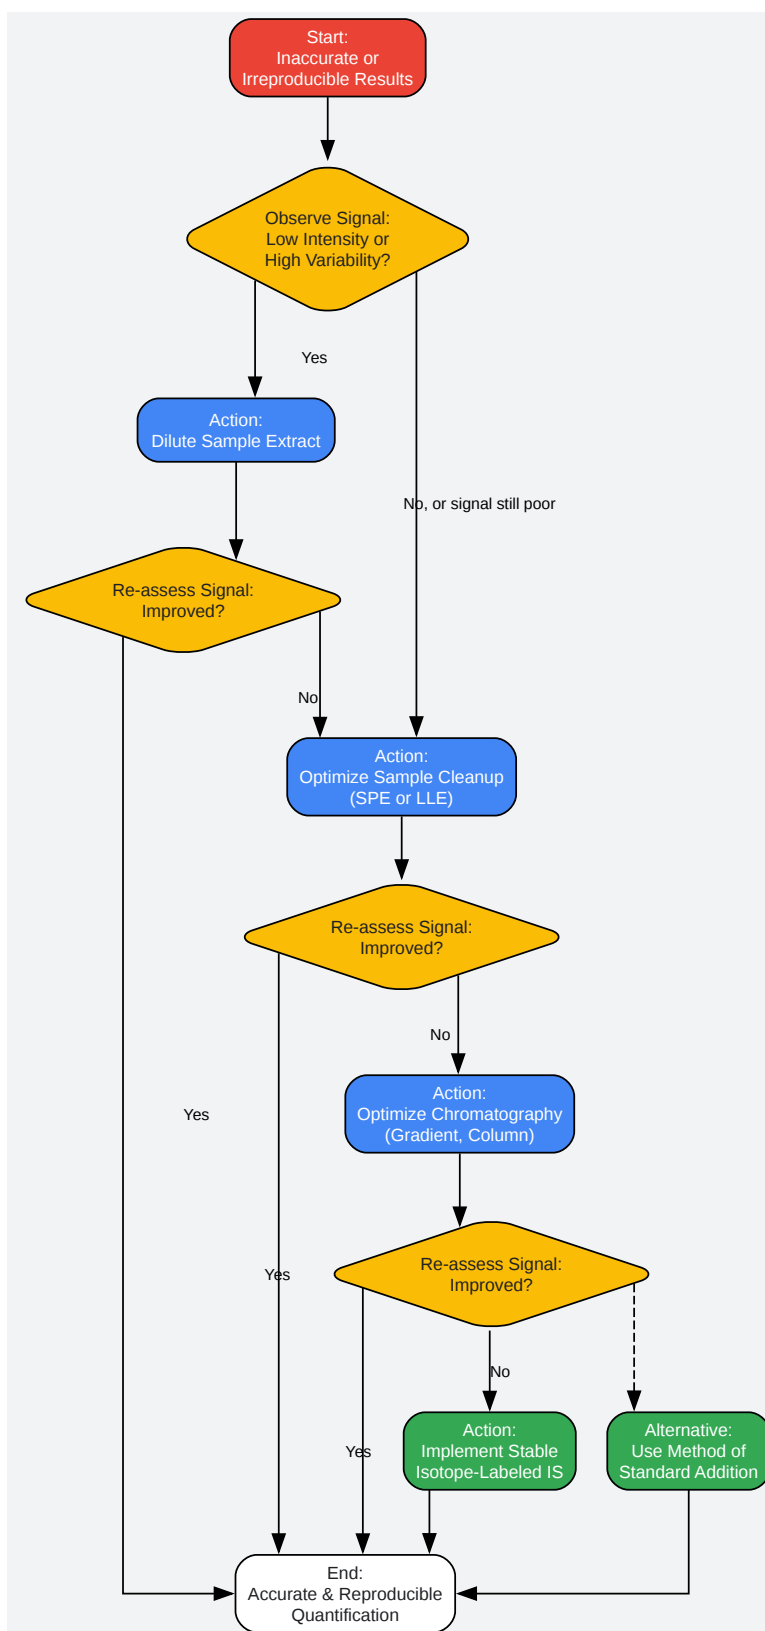 Start:
Inaccurate or
Irreproducible Results
Observe Signal:
Low Intensity or
High Variability?
Yes
Action:
Dilute Sample Extract
No, or signal still poor
Re-assess Signal:
Improved?
No
Action:
Optimize Sample Cleanup
(SPE or LLE)
Re-assess Signal:
Improved?
No
Action:
Optimize Chromatography
(Gradient, Column)
Yes
Re-assess Signal:
Improved?
Yes
No
Action:
Implement Stable
Isotope-Labeled IS
Alternative:
Use Method of
Standard Addition
Yes
End:
Accurate & Reproducible
Quantification